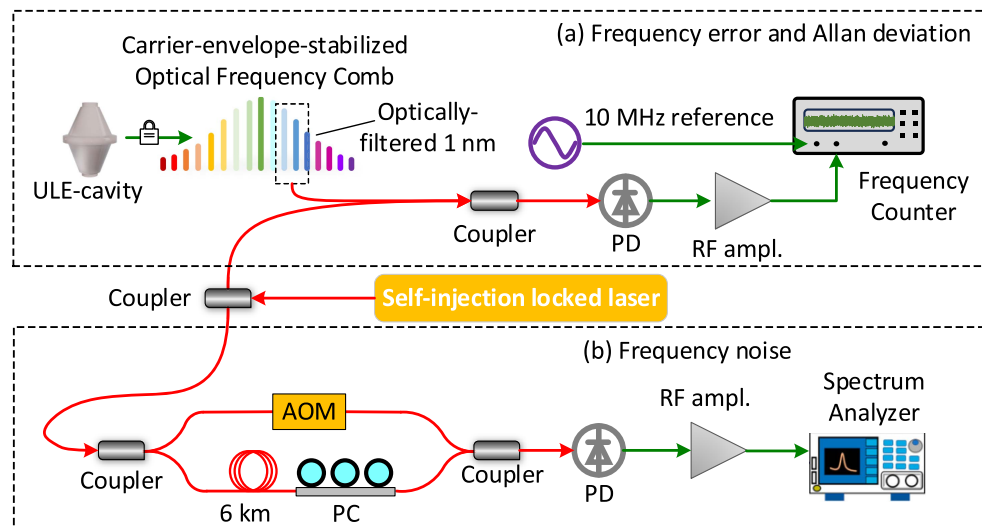 (a) Frequency error and Allan deviation
Carrier-envelope-stabilized
Optical Frequency Comb
Optically-
filtered 1 nm
10 MHz reference
ULE-cavity
Frequency
Counter
Coupler
PD
RF ampl.
Coupler
Self-injection locked laser
(b) Frequency noise
AOM
RF ampl.
Spectrum
Analyzer
Coupler
Coupler
PD
6 km
PC